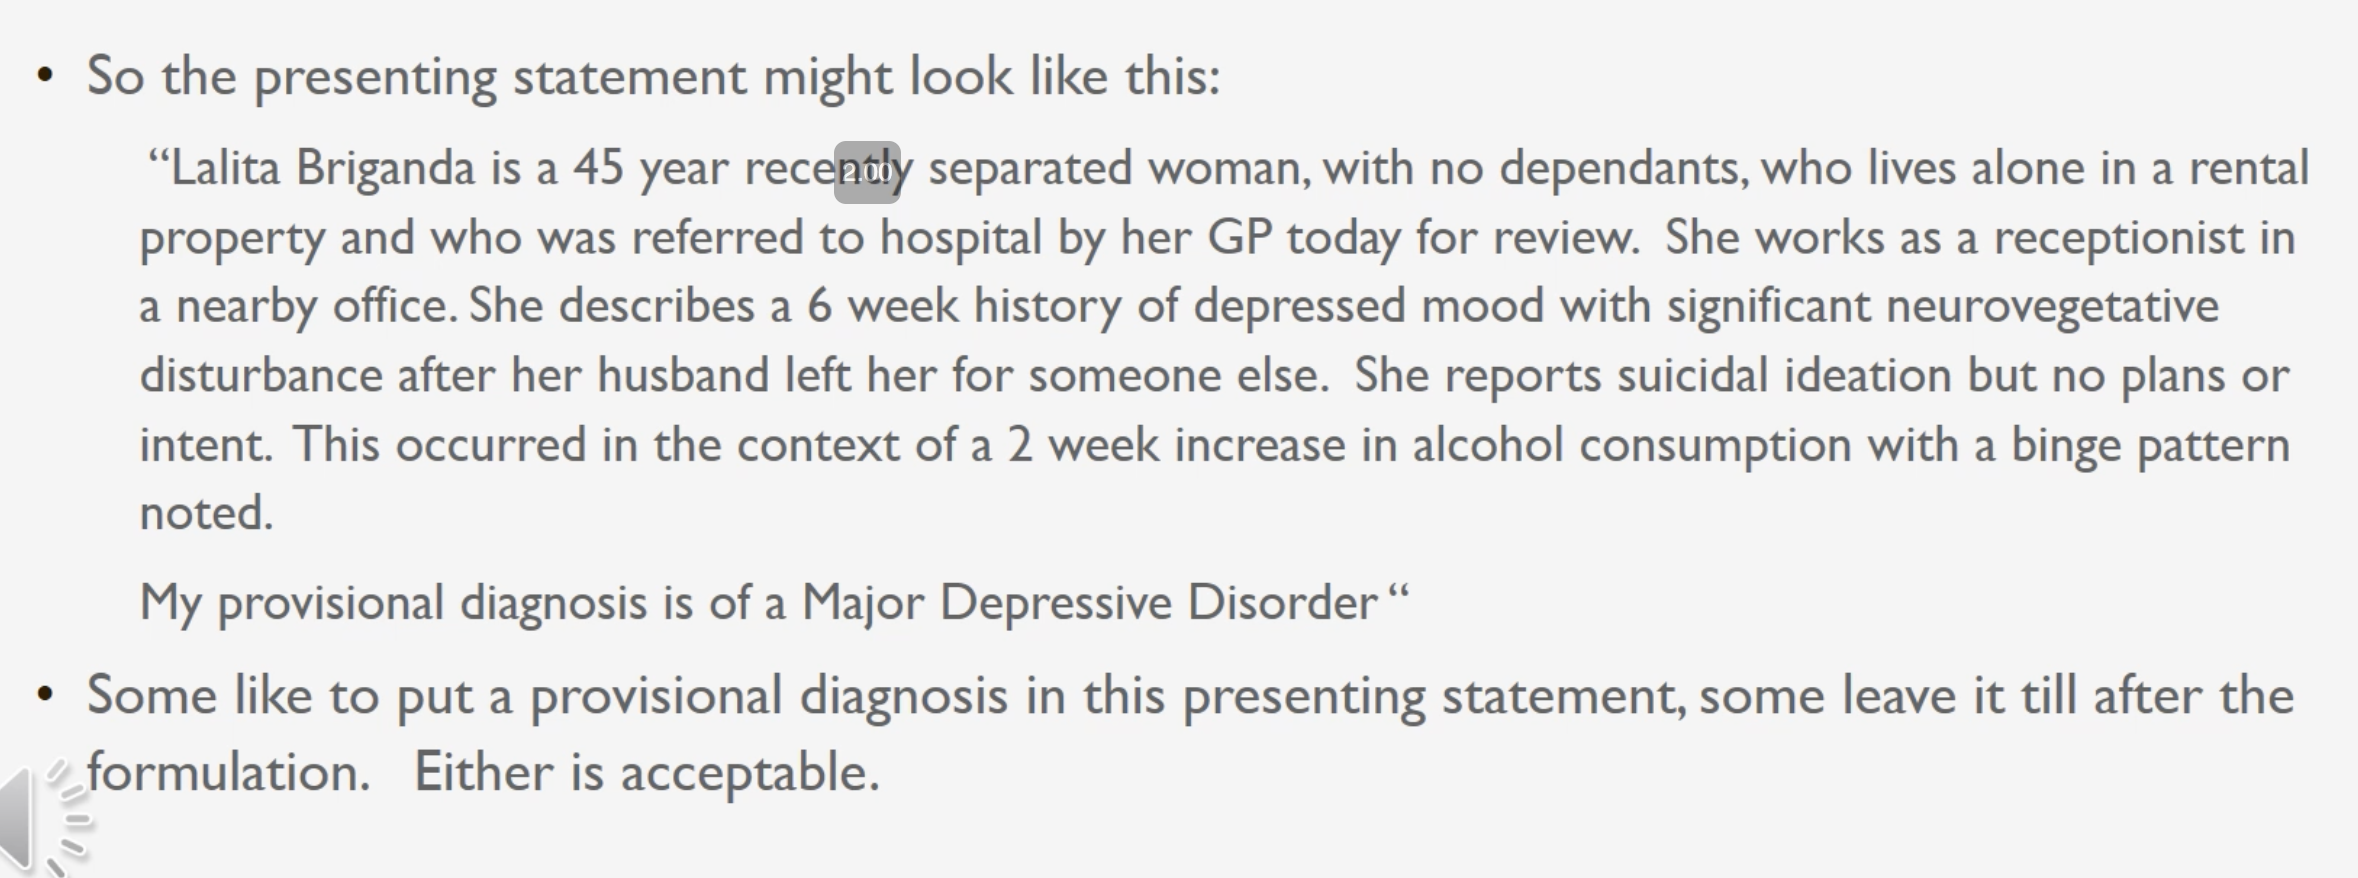 • So the presenting statement might look like this:
“Lalita Briganda is a 45 year recently separated woman, with no dependants, who lives alone in a rental
property and who was referred to hospital by her GP today for review. She works as a receptionist in
a nearby office. She describes a 6 week history of depressed mood with significant neurovegetative
disturbance after her husband left her for someone else. She reports suicidal ideation but no plans or
intent. This occurred in the context of a 2 week increase in alcohol consumption with a binge pattern
noted.
My provisional diagnosis is of a Major Depressive Disorder “
• Some like to put a provisional diagnosis in this presenting statement, some leave it till after the
formulation. Either is acceptable.
2.00